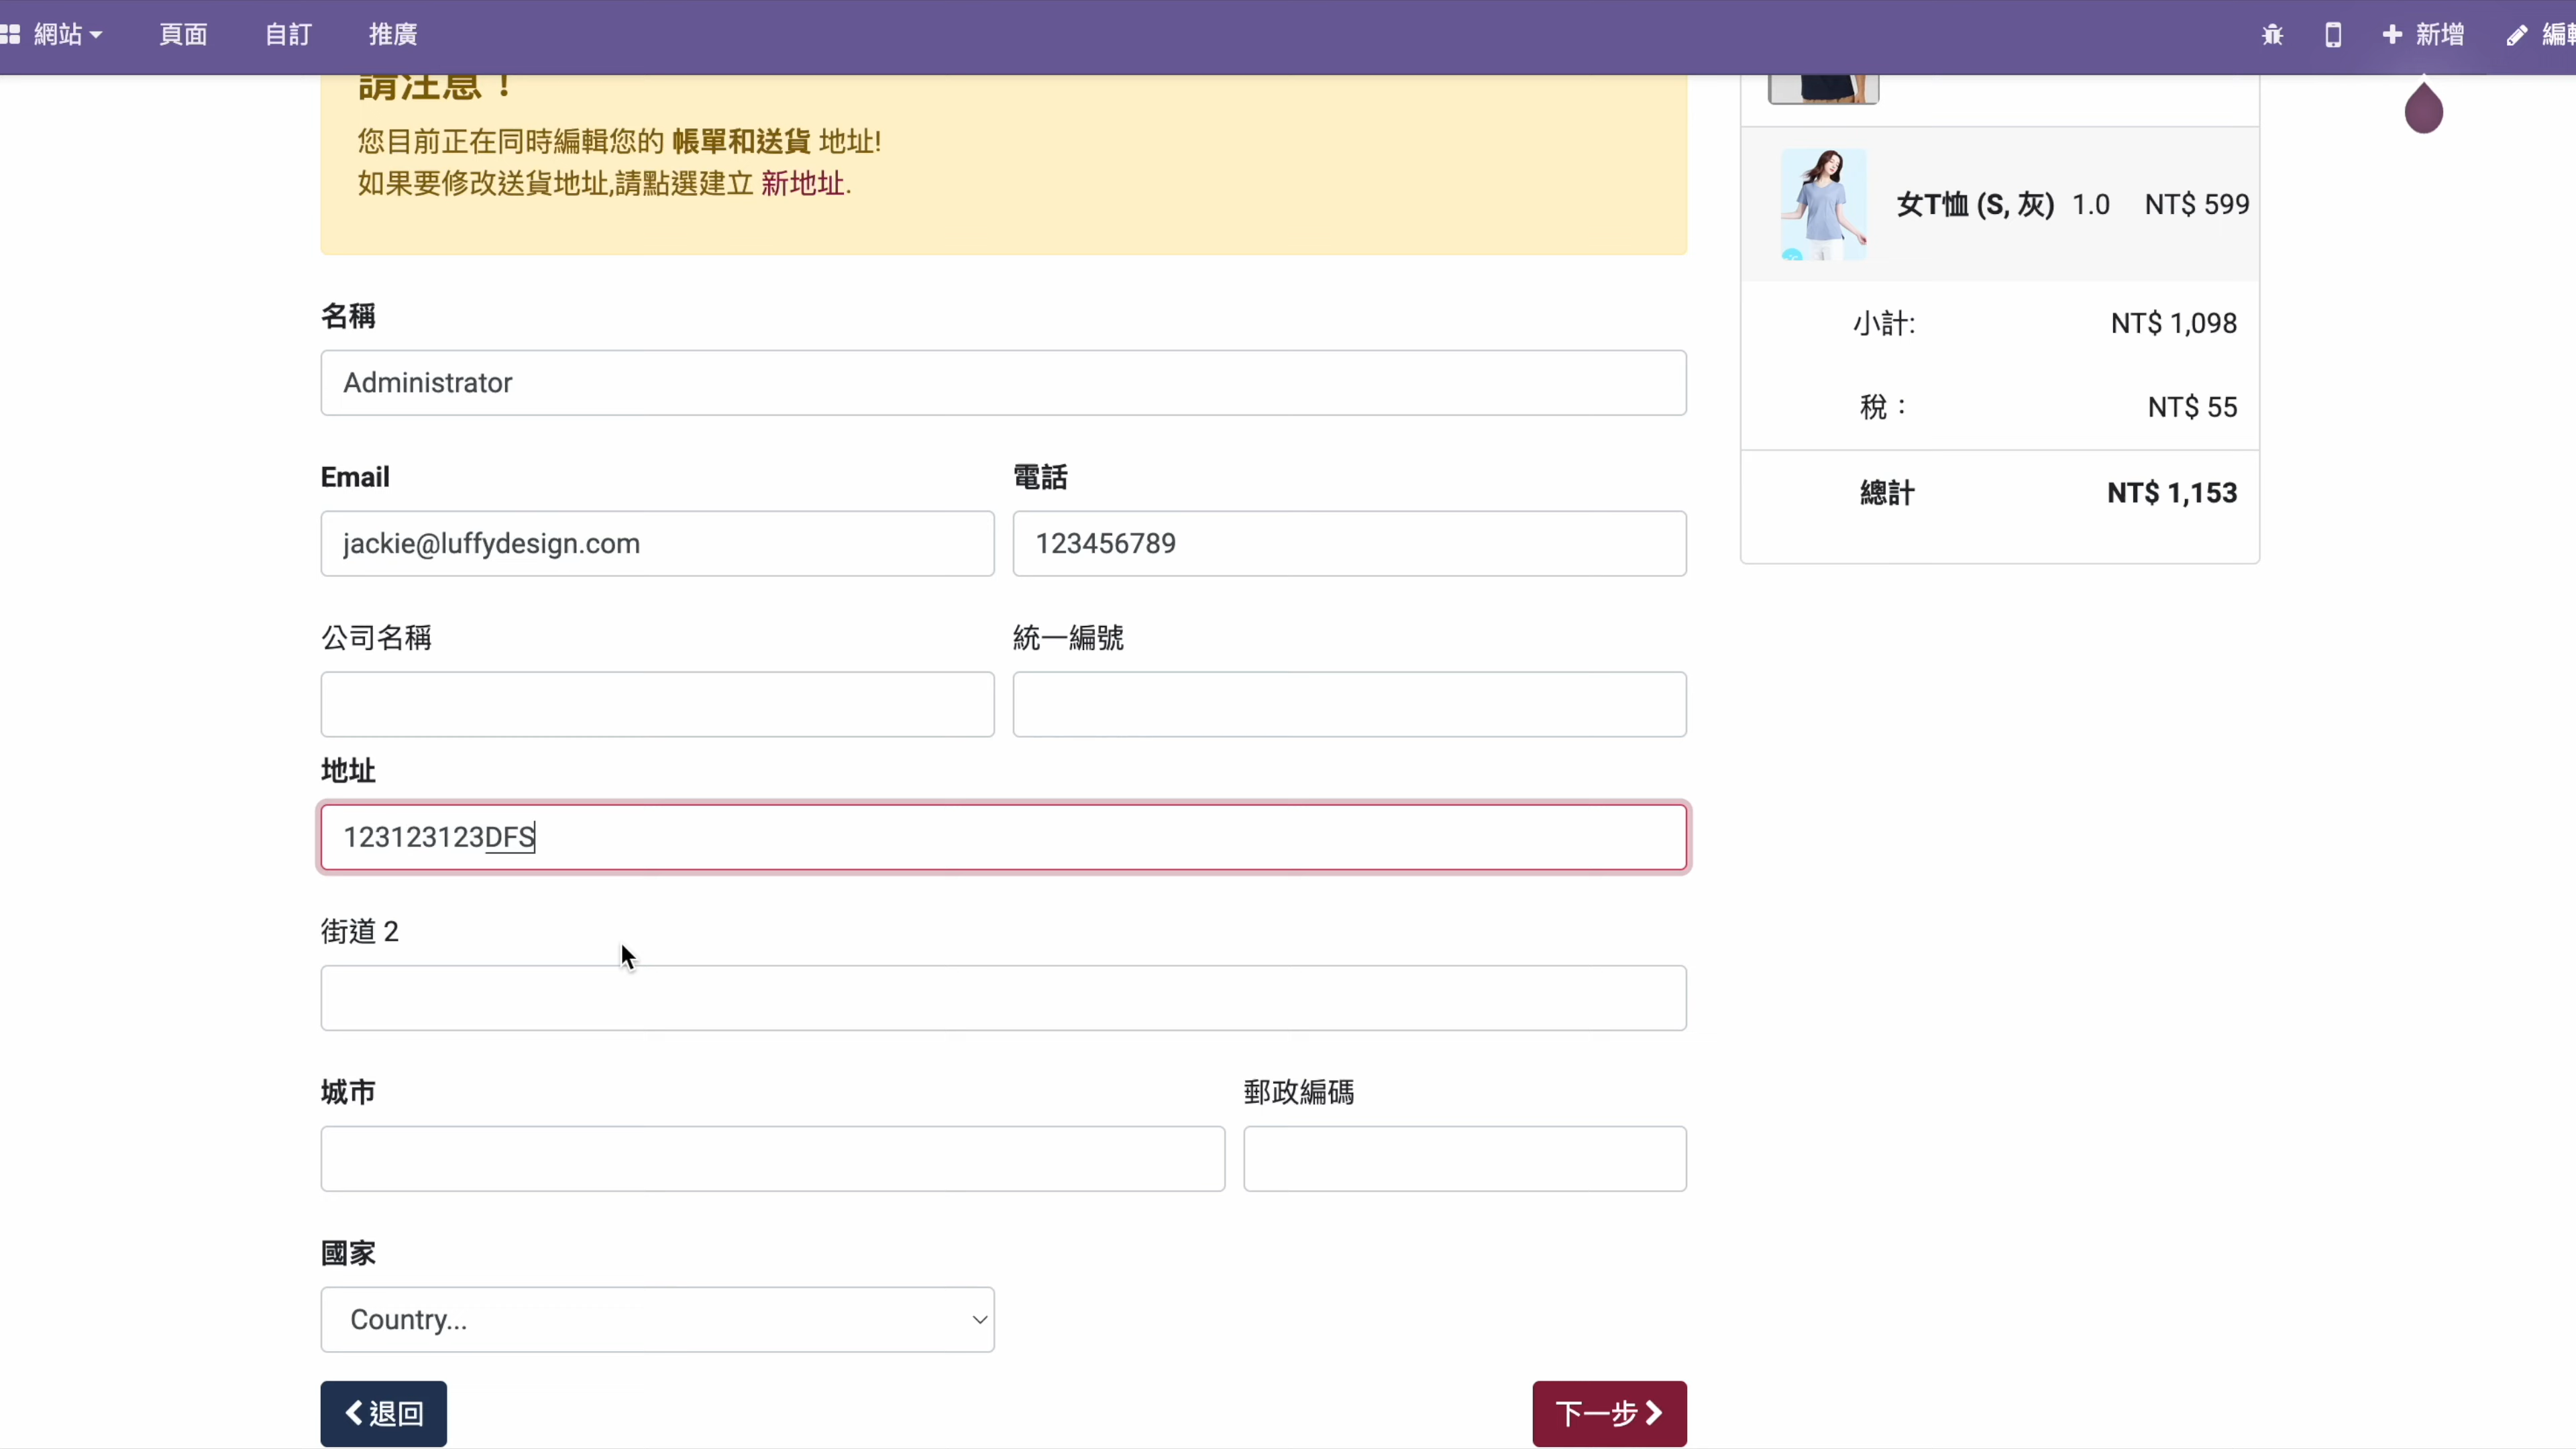 網站
頁面
自訂
推廣
新增
請注意！
您目前正在同時編輯您的 帳單和送貨 地址!
如果要修改送貨地址,請點選建立 新地址.
女T恤 (S, 灰) 1.0 NT$ 599
小計: NT$ 1,098
稅： NT$ 55
總計 NT$ 1,153
名稱
Administrator
Email 電話
jackie@luffydesign.com 123456789
公司名稱 統一編號
地址
123123123DFS
街道 2
城市 郵政編碼
國家
Country...
退回 下一步